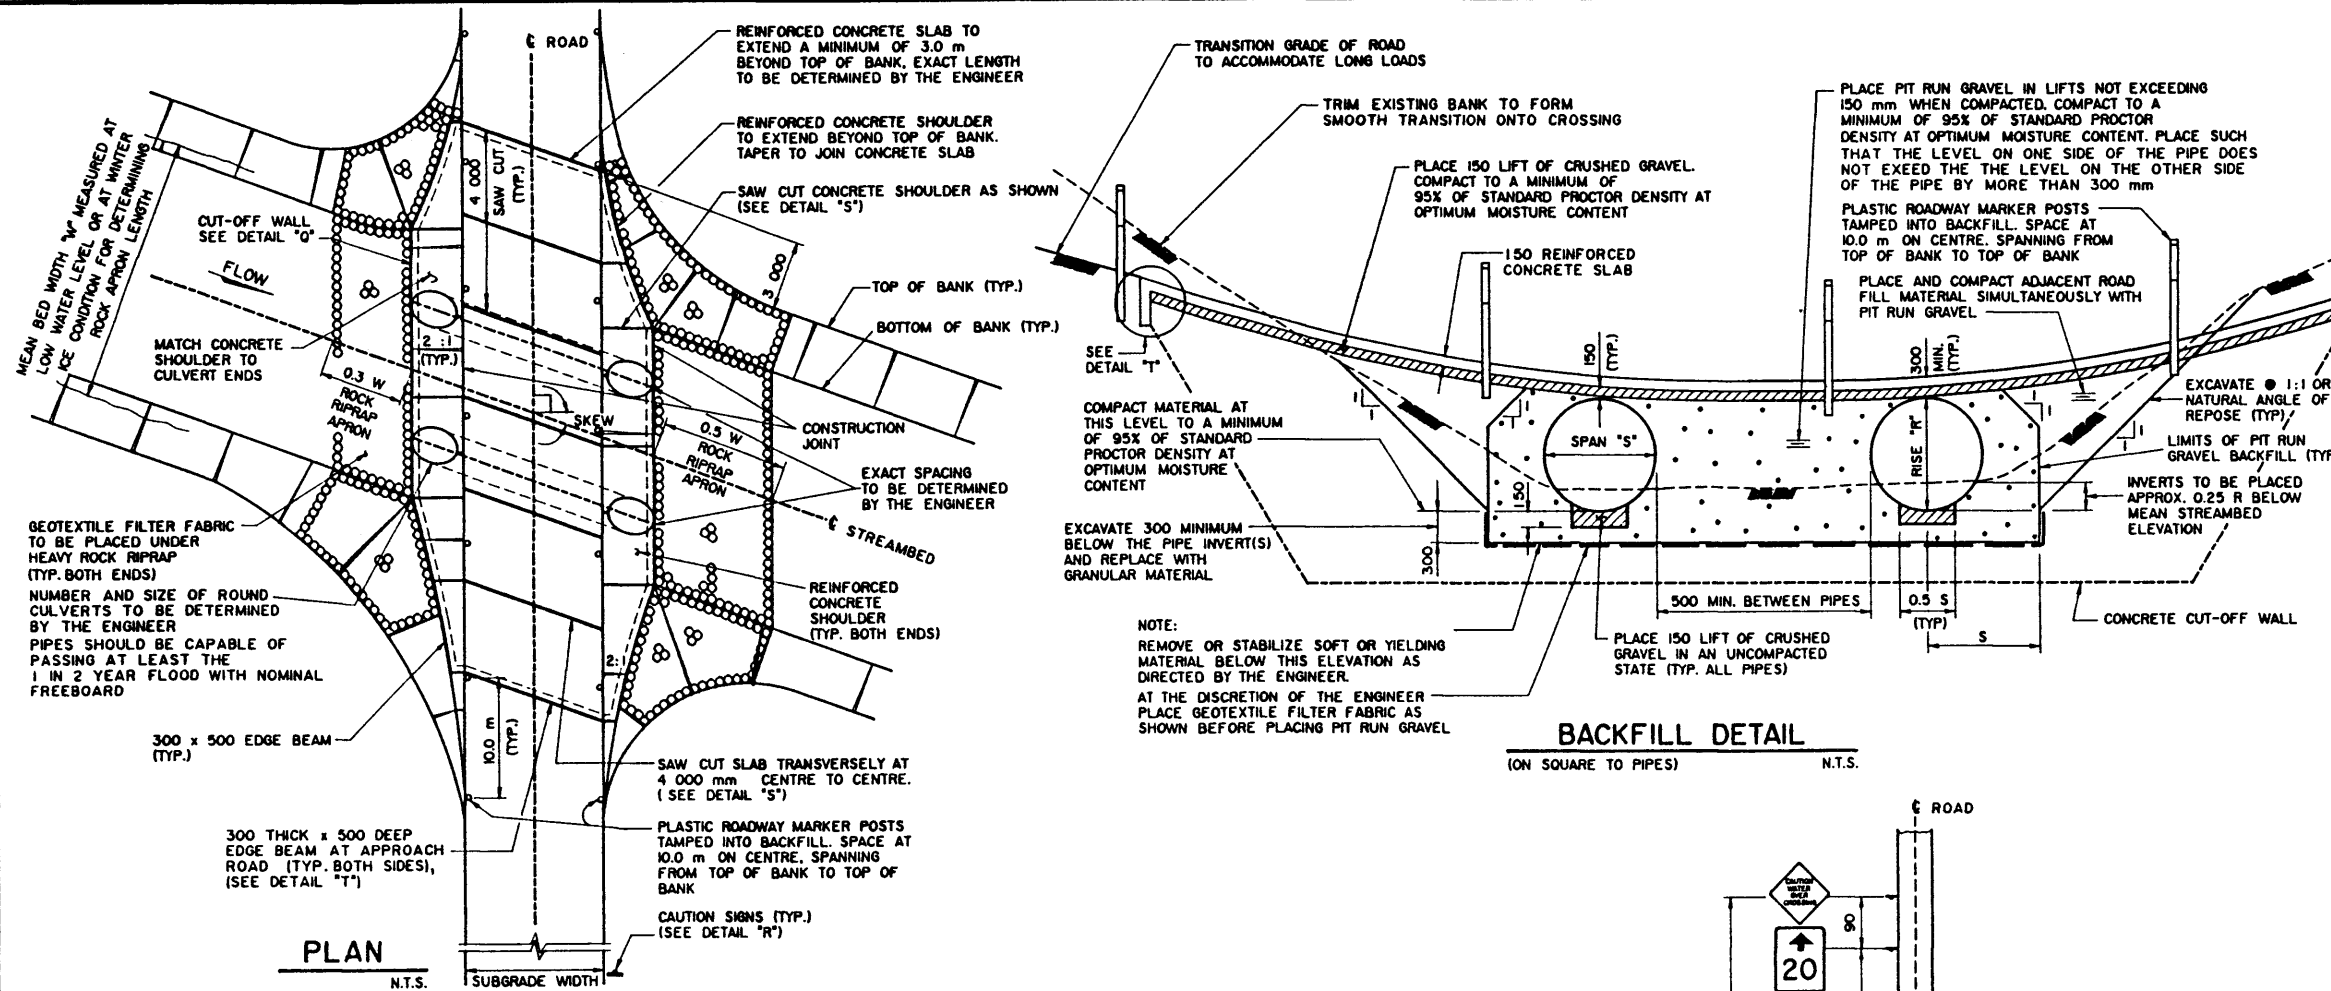 ℄ ROAD
REINFORCED CONCRETE SLAB TO
EXTEND A MINIMUM OF 3.0 m
BEYOND TOP OF BANK, EXACT LENGTH
TO BE DETERMINED BY THE ENGINEER
REINFORCED CONCRETE SHOULDER
TO EXTEND BEYOND TOP OF BANK.
TAPER TO JOIN CONCRETE SLAB
SAW CUT CONCRETE SHOULDER AS SHOWN
(SEE DETAIL "S")
4 000
SAW CUT
(TYP.)
3 000
MEAN BED WIDTH "W" MEASURED AT
LOW WATER LEVEL OR AT WINTER
ICE CONDITION FOR DETERMINING
ROCK APRON LENGTH
CUT-OFF WALL
SEE DETAIL "Q"
FLOW
TOP OF BANK (TYP.)
BOTTOM OF BANK (TYP.)
MATCH CONCRETE
SHOULDER TO
CULVERT ENDS
2 :1
(TYP.)
0.3 W
ROCK
RIPRAP
APRON
SKEW
0.5 W
ROCK
RIPRAP
APRON
CONSTRUCTION
JOINT
EXACT SPACING
TO BE DETERMINED
BY THE ENGINEER
℄ STREAMBED
GEOTEXTILE FILTER FABRIC
TO BE PLACED UNDER
HEAVY ROCK RIPRAP
(TYP. BOTH ENDS)
NUMBER AND SIZE OF ROUND
CULVERTS TO BE DETERMINED
BY THE ENGINEER
PIPES SHOULD BE CAPABLE OF
PASSING AT LEAST THE
1 IN 2 YEAR FLOOD WITH NOMINAL
FREEBOARD
REINFORCED
CONCRETE
SHOULDER
(TYP. BOTH ENDS)
2:1
300 x 500 EDGE BEAM
(TYP.)
10.0 m
(TYP.)
SAW CUT SLAB TRANSVERSELY AT
4 000 mm CENTRE TO CENTRE.
( SEE DETAIL "S")
300 THICK x 500 DEEP
EDGE BEAM AT APPROACH
ROAD (TYP. BOTH SIDES),
(SEE DETAIL "T")
PLASTIC ROADWAY MARKER POSTS
TAMPED INTO BACKFILL. SPACE AT
10.0 m ON CENTRE, SPANNING
FROM TOP OF BANK TO TOP OF
BANK
CAUTION SIGNS (TYP.)
(SEE DETAIL "R")
PLAN
N.T.S.
SUBGRADE WIDTH
TRANSITION GRADE OF ROAD
TO ACCOMMODATE LONG LOADS
TRIM EXISTING BANK TO FORM
SMOOTH TRANSITION ONTO CROSSING
PLACE 150 LIFT OF CRUSHED GRAVEL.
COMPACT TO A MINIMUM OF
95% OF STANDARD PROCTOR DENSITY AT
OPTIMUM MOISTURE CONTENT
150 REINFORCED
CONCRETE SLAB
PLACE PIT RUN GRAVEL IN LIFTS NOT EXCEEDING
150 mm WHEN COMPACTED. COMPACT TO A
MINIMUM OF 95% OF STANDARD PROCTOR
DENSITY AT OPTIMUM MOISTURE CONTENT. PLACE SUCH
THAT THE LEVEL ON ONE SIDE OF THE PIPE DOES
NOT EXEED THE THE LEVEL ON THE OTHER SIDE
OF THE PIPE BY MORE THAN 300 mm
PLASTIC ROADWAY MARKER POSTS
TAMPED INTO BACKFILL. SPACE AT
10.0 m ON CENTRE. SPANNING FROM
TOP OF BANK TO TOP OF BANK
PLACE AND COMPACT ADJACENT ROAD
FILL MATERIAL SIMULTANEOUSLY WITH
PIT RUN GRAVEL
SEE
DETAIL "T"
150
(TYP.)
300
MIN.
(TYP.)
COMPACT MATERIAL AT
THIS LEVEL TO A MINIMUM
OF 95% OF STANDARD
PROCTOR DENSITY AT
OPTIMUM MOISTURE
CONTENT
1
1
1
1
1
1
1
1
SPAN "S"
RISE "R"
150
300
EXCAVATE @ 1:1 OR
NATURAL ANGLE OF
REPOSE (TYP)
LIMITS OF PIT RUN
GRAVEL BACKFILL (TYP
INVERTS TO BE PLACED
APPROX. 0.25 R BELOW
MEAN STREAMBED
ELEVATION
EXCAVATE 300 MINIMUM
BELOW THE PIPE INVERT(S)
AND REPLACE WITH
GRANULAR MATERIAL
500 MIN. BETWEEN PIPES
0.5 S
(TYP)
S
CONCRETE CUT-OFF WALL
NOTE:
REMOVE OR STABILIZE SOFT OR YIELDING
MATERIAL BELOW THIS ELEVATION AS
DIRECTED BY THE ENGINEER.
AT THE DISCRETION OF THE ENGINEER
PLACE GEOTEXTILE FILTER FABRIC AS
SHOWN BEFORE PLACING PIT RUN GRAVEL
PLACE 150 LIFT OF CRUSHED
GRAVEL IN AN UNCOMPACTED
STATE (TYP. ALL PIPES)
BACKFILL DETAIL
(ON SQUARE TO PIPES)
N.T.S.
℄ ROAD
CAUTION
WATER
OVER
CROSSING
90
20